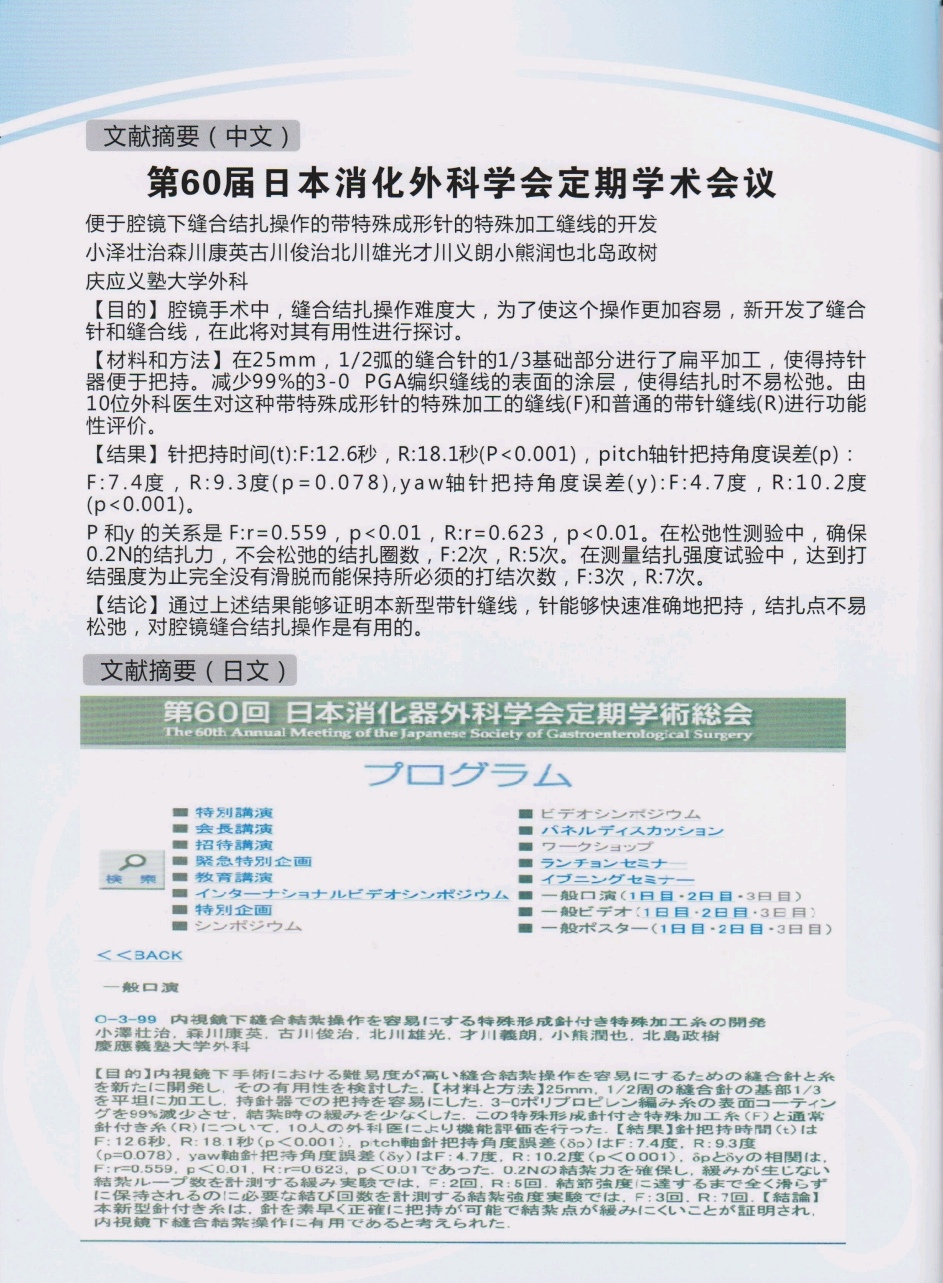 文献摘要（中文）
第60届日本消化外科学会定期学术会议
便于腔镜下缝合结扎操作的带特殊成形针的特殊加工缝线的开发
小泽壮治森川康英古川俊治北川雄光才川义朗小熊润也北岛政树
庆应义塾大学外科
【目的】腔镜手术中，缝合结扎操作难度大，为了使这个操作更加容易，新开发了缝合
针和缝合线，在此将对其有用性进行探讨。
【材料和方法】在25mm，1/2弧的缝合针的1/3基础部分进行了扁平加工，使得持针
器便于把持。减少99%的3-0 PGA编织缝线的表面的涂层，使得结扎时不易松弛。由
10位外科医生对这种带特殊成形针的特殊加工的缝线(F)和普通的带针缝线(R)进行功能
性评价。
【结果】针把持时间(t):F:12.6秒，R:18.1秒(P<0.001)，pitch轴针把持角度误差(p)：
F:7.4度，R:9.3度(p=0.078),yaw轴针把持角度误差(y):F:4.7度，R:10.2度
(p<0.001)。
P 和y 的关系是 F:r=0.559，p<0.01，R:r=0.623，p<0.01。在松弛性测验中，确保
0.2N的结扎力，不会松弛的结扎圈数，F:2次，R:5次。在测量结扎强度试验中，达到打
结强度为止完全没有滑脱而能保持所必须的打结次数，F:3次，R:7次。
【结论】通过上述结果能够证明本新型带针缝线，针能够快速准确地把持，结扎点不易
松弛，对腔镜缝合结扎操作是有用的。
文献摘要（日文）
第60回 日本消化器外科学会定期学術総会
The 60th Annual Meeting of the Japanese Society of Gastroenterological Surgery
プログラム
特別講演
会長講演
招待講演
緊急特別企画
教育講演
インターナショナルビデオシンポジウム
特別企画
シンポジウム
検 索
ビデオシンポジウム
パネルディスカッション
ワークショップ
ランチョンセミナー
イブニングセミナー
一般口演(1日目・2日目・3日目)
一般ビデオ(1日目・2日目・3日目)
一般ポスター(1日目・2日目・3日目)
<<BACK
一般口演
O-3-99 内視鏡下縫合結紮操作を容易にする特殊形成針付き特殊加工糸の開発
小澤壮治, 森川康英, 古川俊治, 北川雄光, 才川義朗, 小熊潤也, 北島政樹
慶應義塾大学外科
【目的】内視鏡下手術における難易度が高い縫合結紮操作を容易にするための縫合針と糸
を新たに開発し, その有用性を検討した.【材料と方法】25mm, 1/2周の縫合針の基部1/3
を平坦に加工し, 持針器での把持を容易にした. 3-0ポリプロピレン編み糸の表面コーティン
グを99%減少させ, 結紮時の緩みを少なくした. この特殊形成針付き特殊加工糸(F)と通常
針付き糸(R)について, 10人の外科医により機能評価を行った.【結果】針把持時間(t)は
F:12.6秒, R:18.1秒(p<0.001), pitch軸針把持角度誤差(δp)はF:7.4度, R:9.3度
(p=0.078), yaw軸針把持角度誤差(δy)はF:4.7度, R:10.2度(p<0001), δpとδyの相関は,
F:r=0.559, p<0.01, R:r=0.623, p<0.01であった. 0.2Nの結紮力を確保し, 緩みが生じない
結紮ループ数を計測する緩み実験では, F:2回, R:5回. 結節強度に達するまで全く滑らず
に保持されるのに必要な結び回数を計測する結紮強度実験では, F:3回, R:7回.【結論】
本新型針付き糸は, 針を素早く正確に把持が可能で結紮点が緩みにくいことが証明され,
内視鏡下縫合結紮操作に有用であると考えられた.